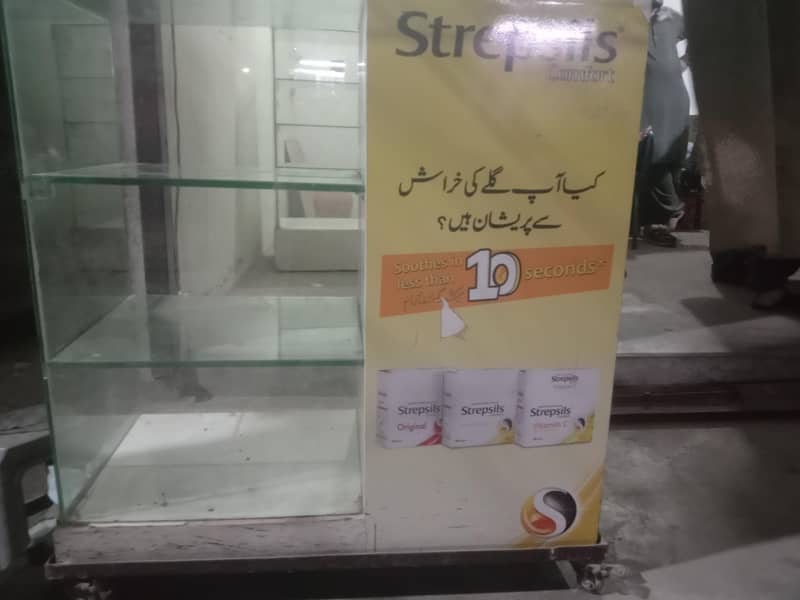 Strepsils
Comfort
کیا آپ گلے کی خراش
سے پریشان ہیں؟
Soothes in
less than
10 seconds
Strepsils
Original
Strepsils
Strepsils
Strepsils
Vitamin C
S